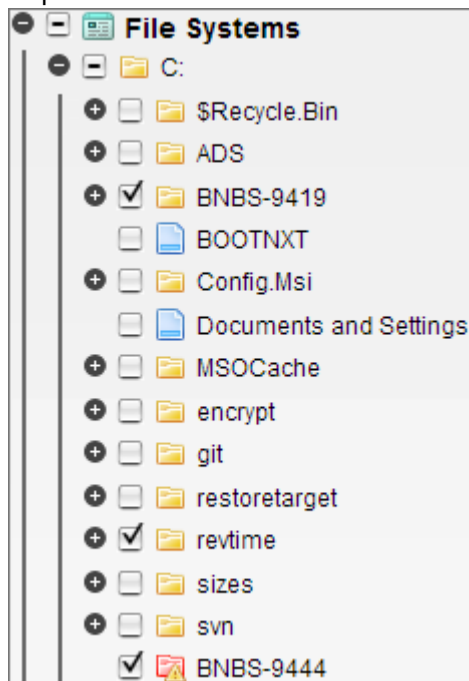 File Systems
C:
$Recycle.Bin
ADS
BNBS-9419
BOOTNXT
Config.Msi
Documents and Settings
MSOCache
encrypt
git
restoretarget
revtime
sizes
svn
BNBS-9444